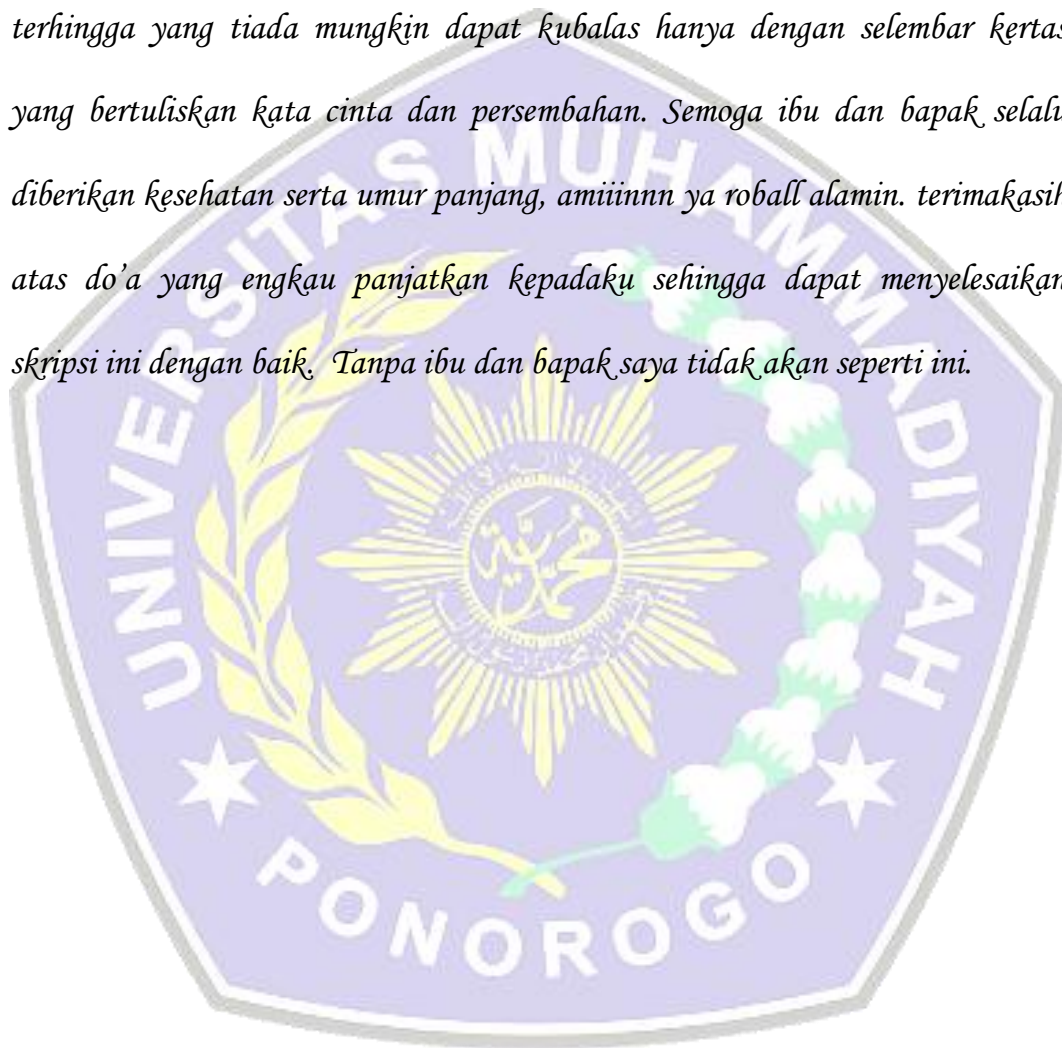 terhingga yang tiada mungkin dapat kubalas hanya dengan selembar kertas
yang bertuliskan kata cinta dan persembahan. Semoga ibu dan bapak selalu
diberikan kesehatan serta umur panjang, amiiinnn ya roball alamin. terimakasih
atas do’a yang engkau panjatkan kepadaku sehingga dapat menyelesaikan
skripsi ini dengan baik. Tanpa ibu dan bapak saya tidak akan seperti ini.
UNIVERSITAS MUHAMMADIYAH
محمدية
PONOROGO